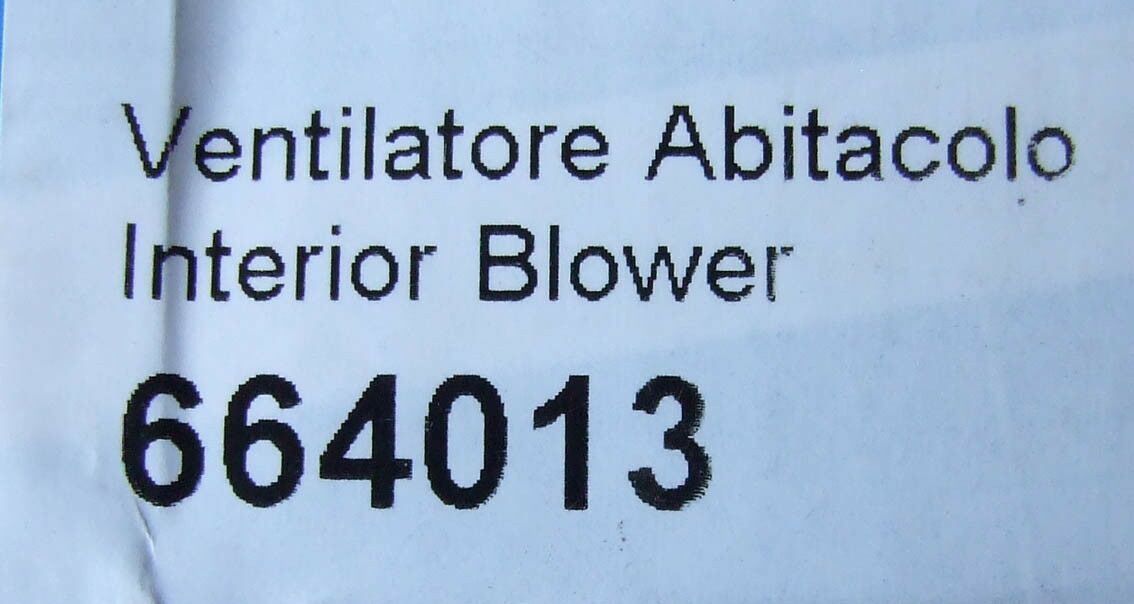 Ventilatore Abitacolo
Interior Blower
664013